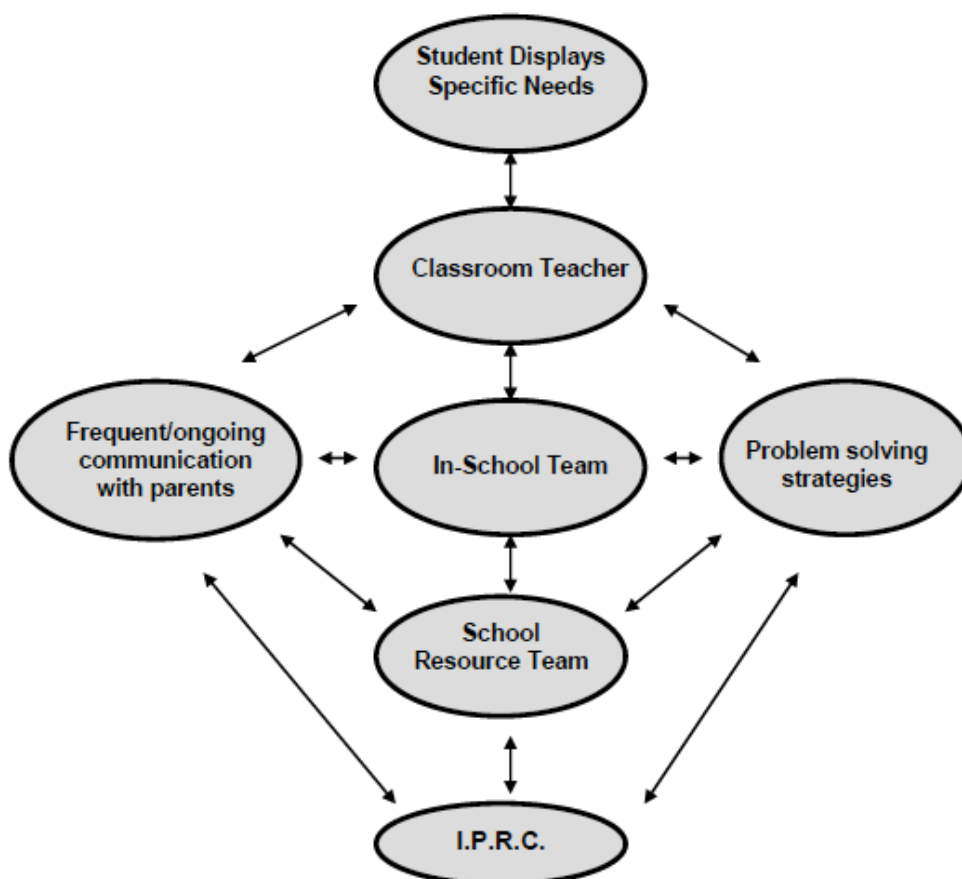 Student Displays
Specific Needs
Classroom Teacher
Frequent/ongoing
communication
with parents
In-School Team
Problem solving
strategies
School
Resource Team
I.P.R.C.